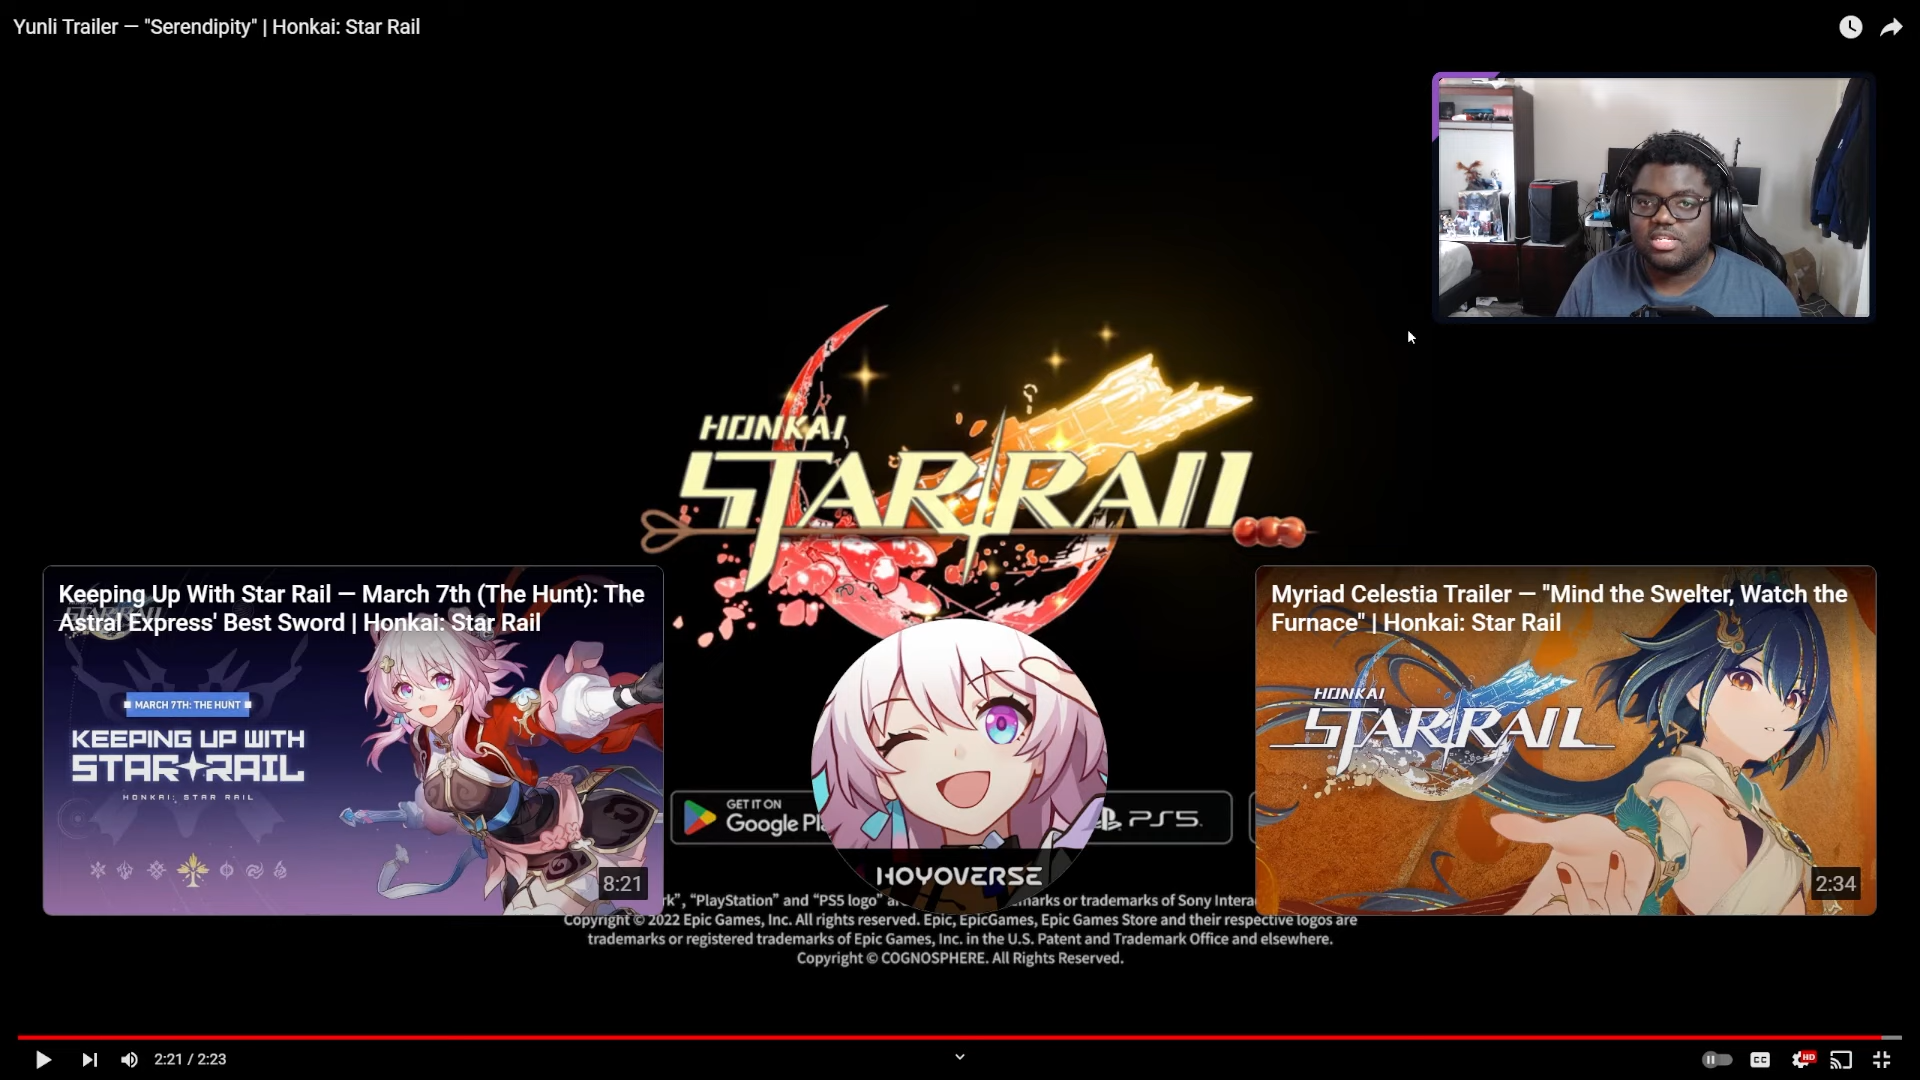 Yunli Trailer — "Serendipity" | Honkai: Star Rail
HONKAI
STAR RAIL
Keeping Up With Star Rail — March 7th (The Hunt): The
Astral Express' Best Sword | Honkai: Star Rail
MARCH 7TH: THE HUNT
KEEPING UP WITH
STAR RAIL
HONKAI: STAR RAIL
8:21
Myriad Celestia Trailer — "Mind the Swelter, Watch the
Furnace" | Honkai: Star Rail
HONKAI
STAR RAIL
2:34
GET IT ON
Google Pl
PS5
HOYOVERSE
“PlayStation” and “PS5 logo” marks or trademarks of Sony
Copyright © 2022 Epic Games, Inc. All rights reserved. Epic, EpicGames, Epic Games Store and their respective logos are
trademarks or registered trademarks of Epic Games, Inc. in the U.S. Patent and Trademark Office and elsewhere.
Copyright © COGNOSPHERE. All Rights Reserved.
2:21 / 2:23
CC
HD